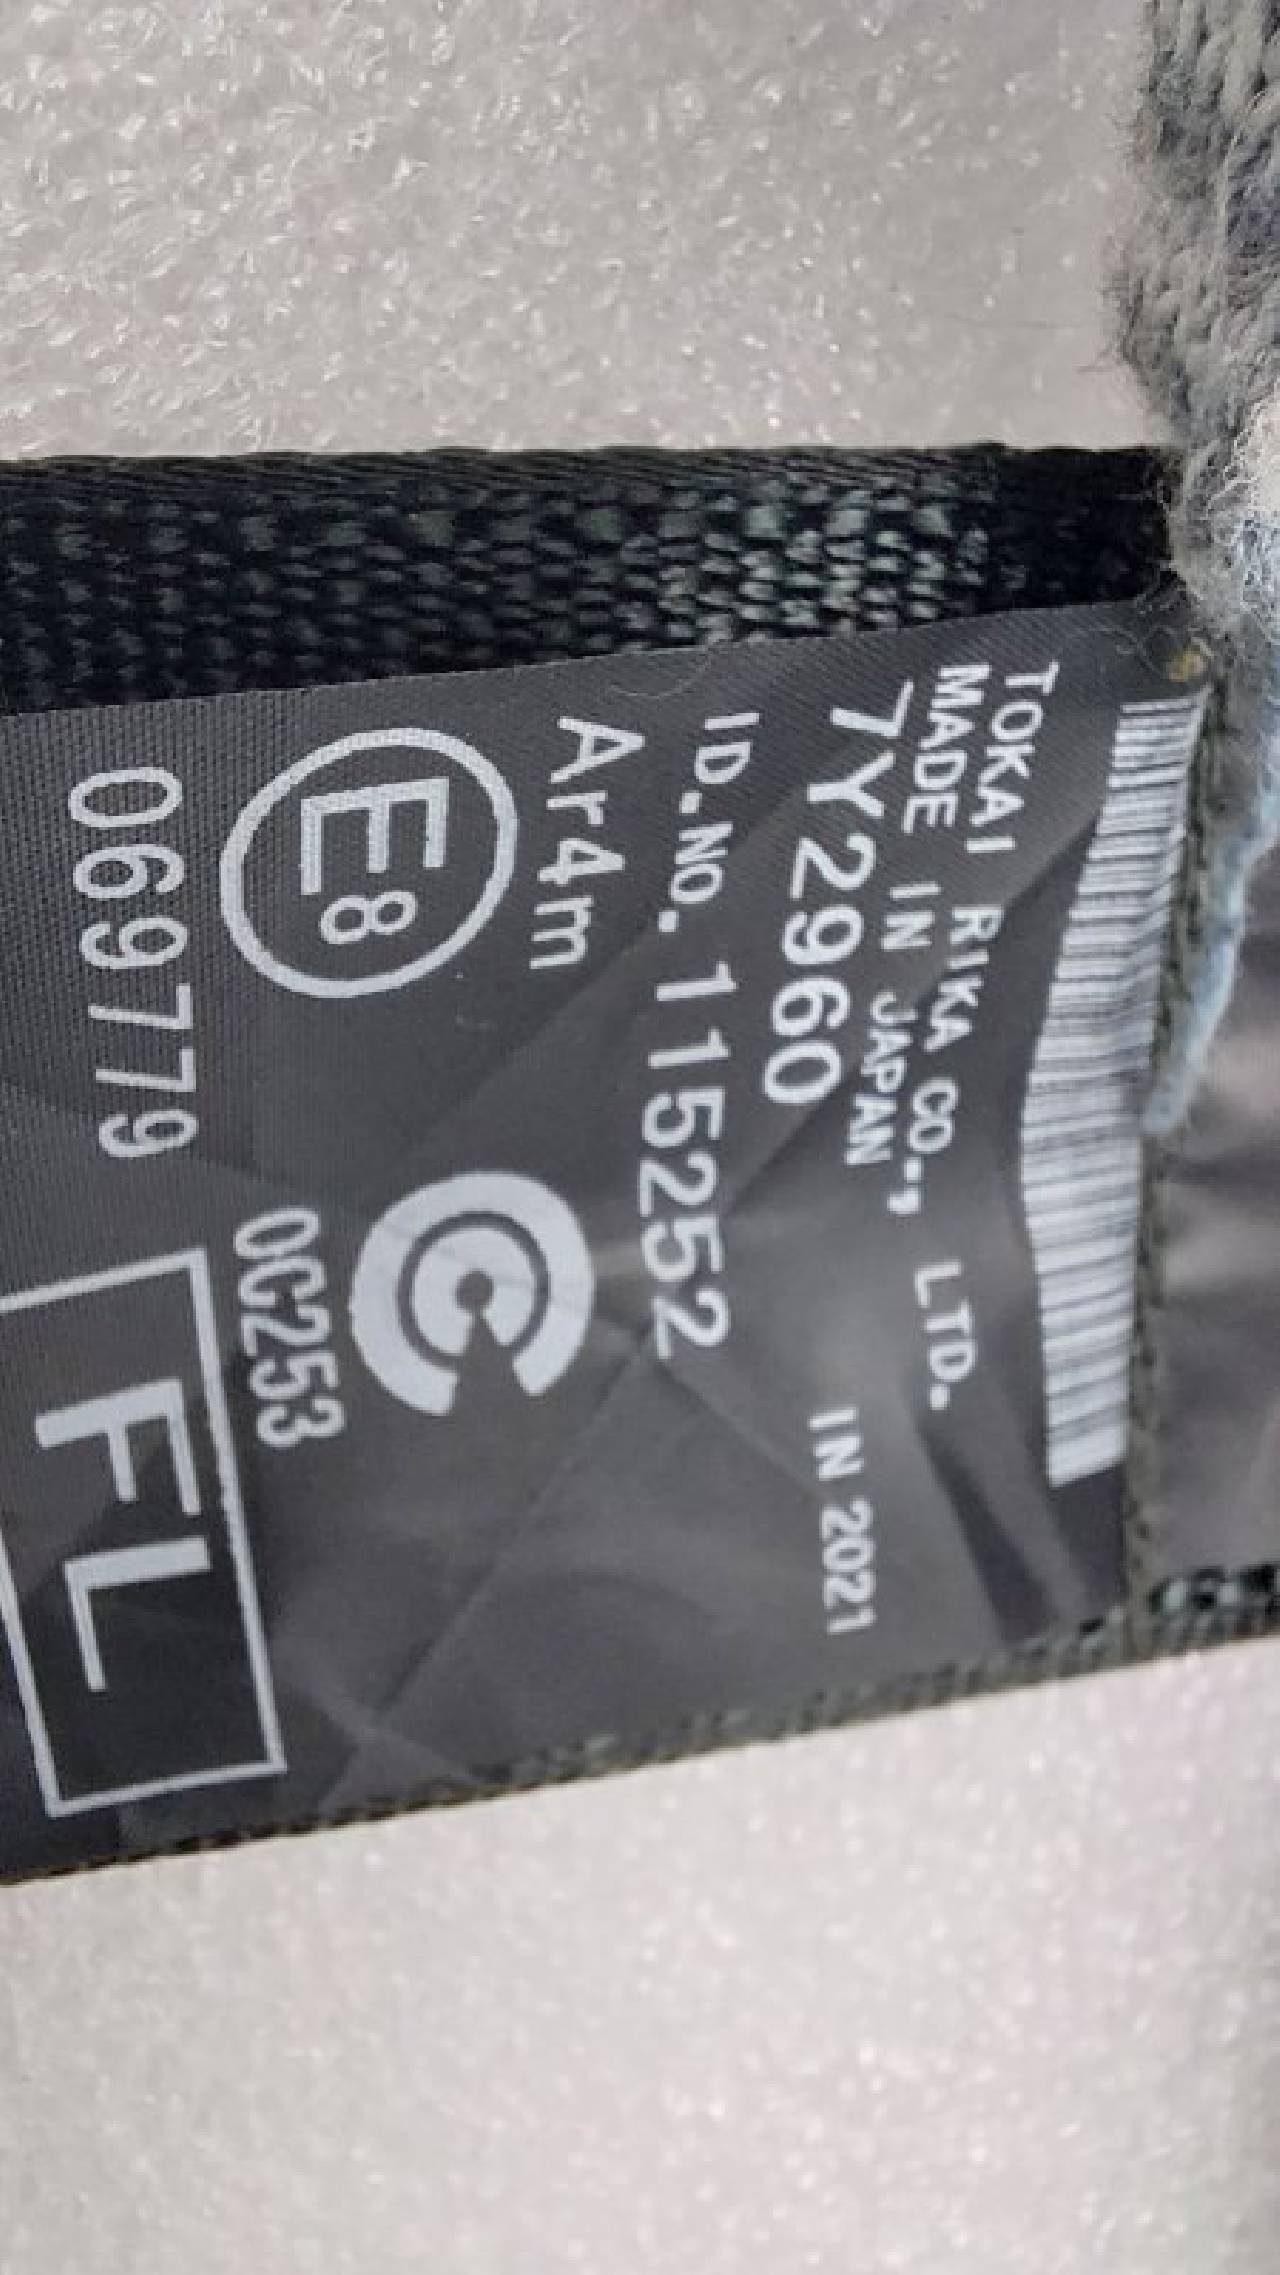 TOKAI RIKA CO., LTD.
MADE IN JAPAN
7Y2960 IN 2021
ID.NO. 115252
Ar4m
E8 C
0C253
069779 FL